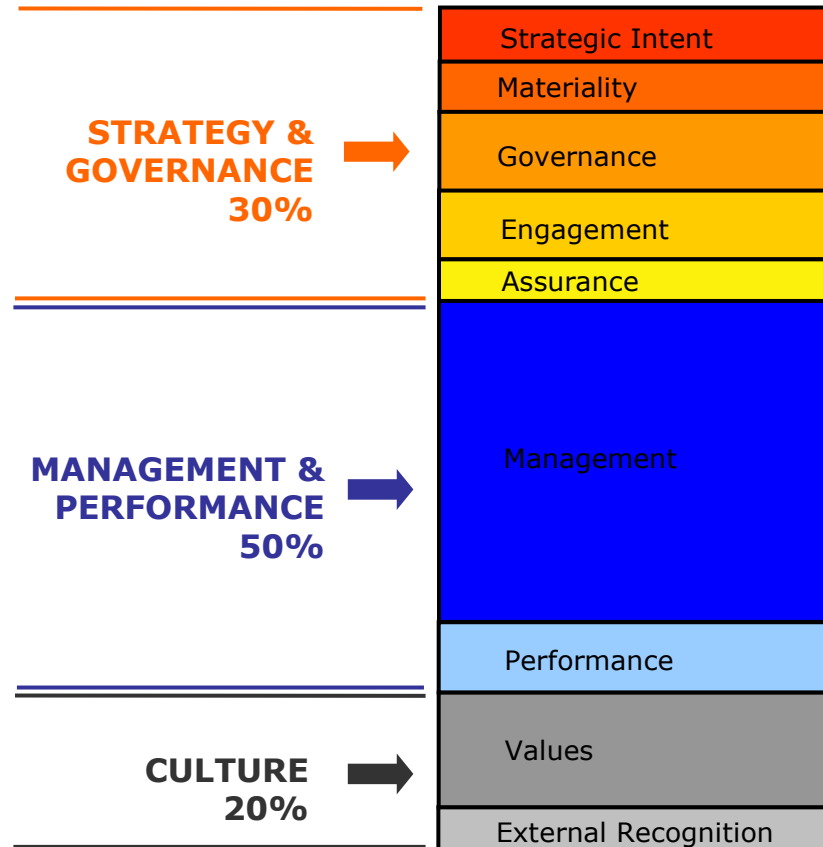 Strategic Intent
Materiality
STRATEGY &
GOVERNANCE
30%
Governance
Engagement
Assurance
MANAGEMENT &
PERFORMANCE
50%
Management
Performance
CULTURE
20%
Values
External Recognition